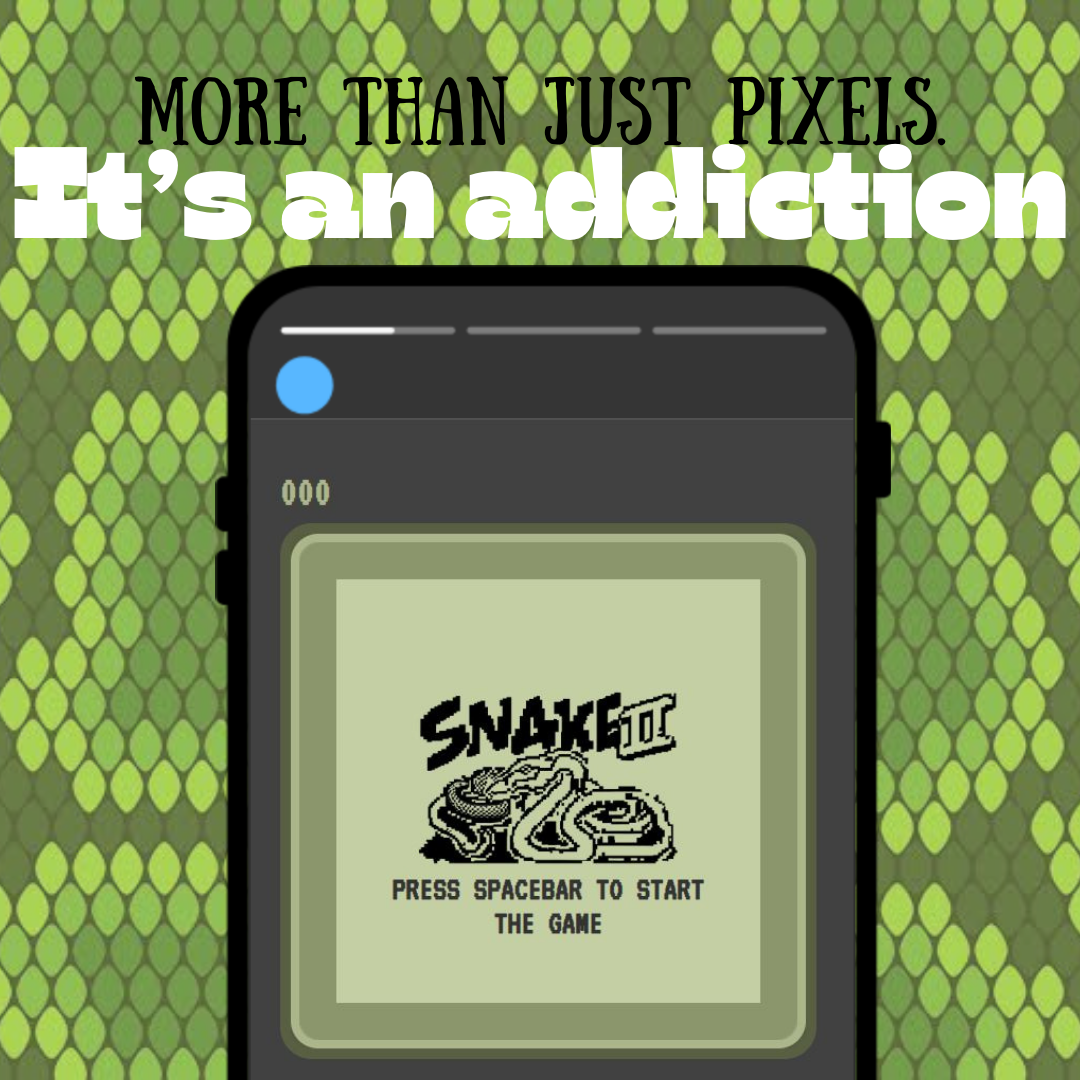 MORE THAN JUST PIXELS.
It's an addiction
000
SNAKE II
PRESS SPACEBAR TO START
THE GAME